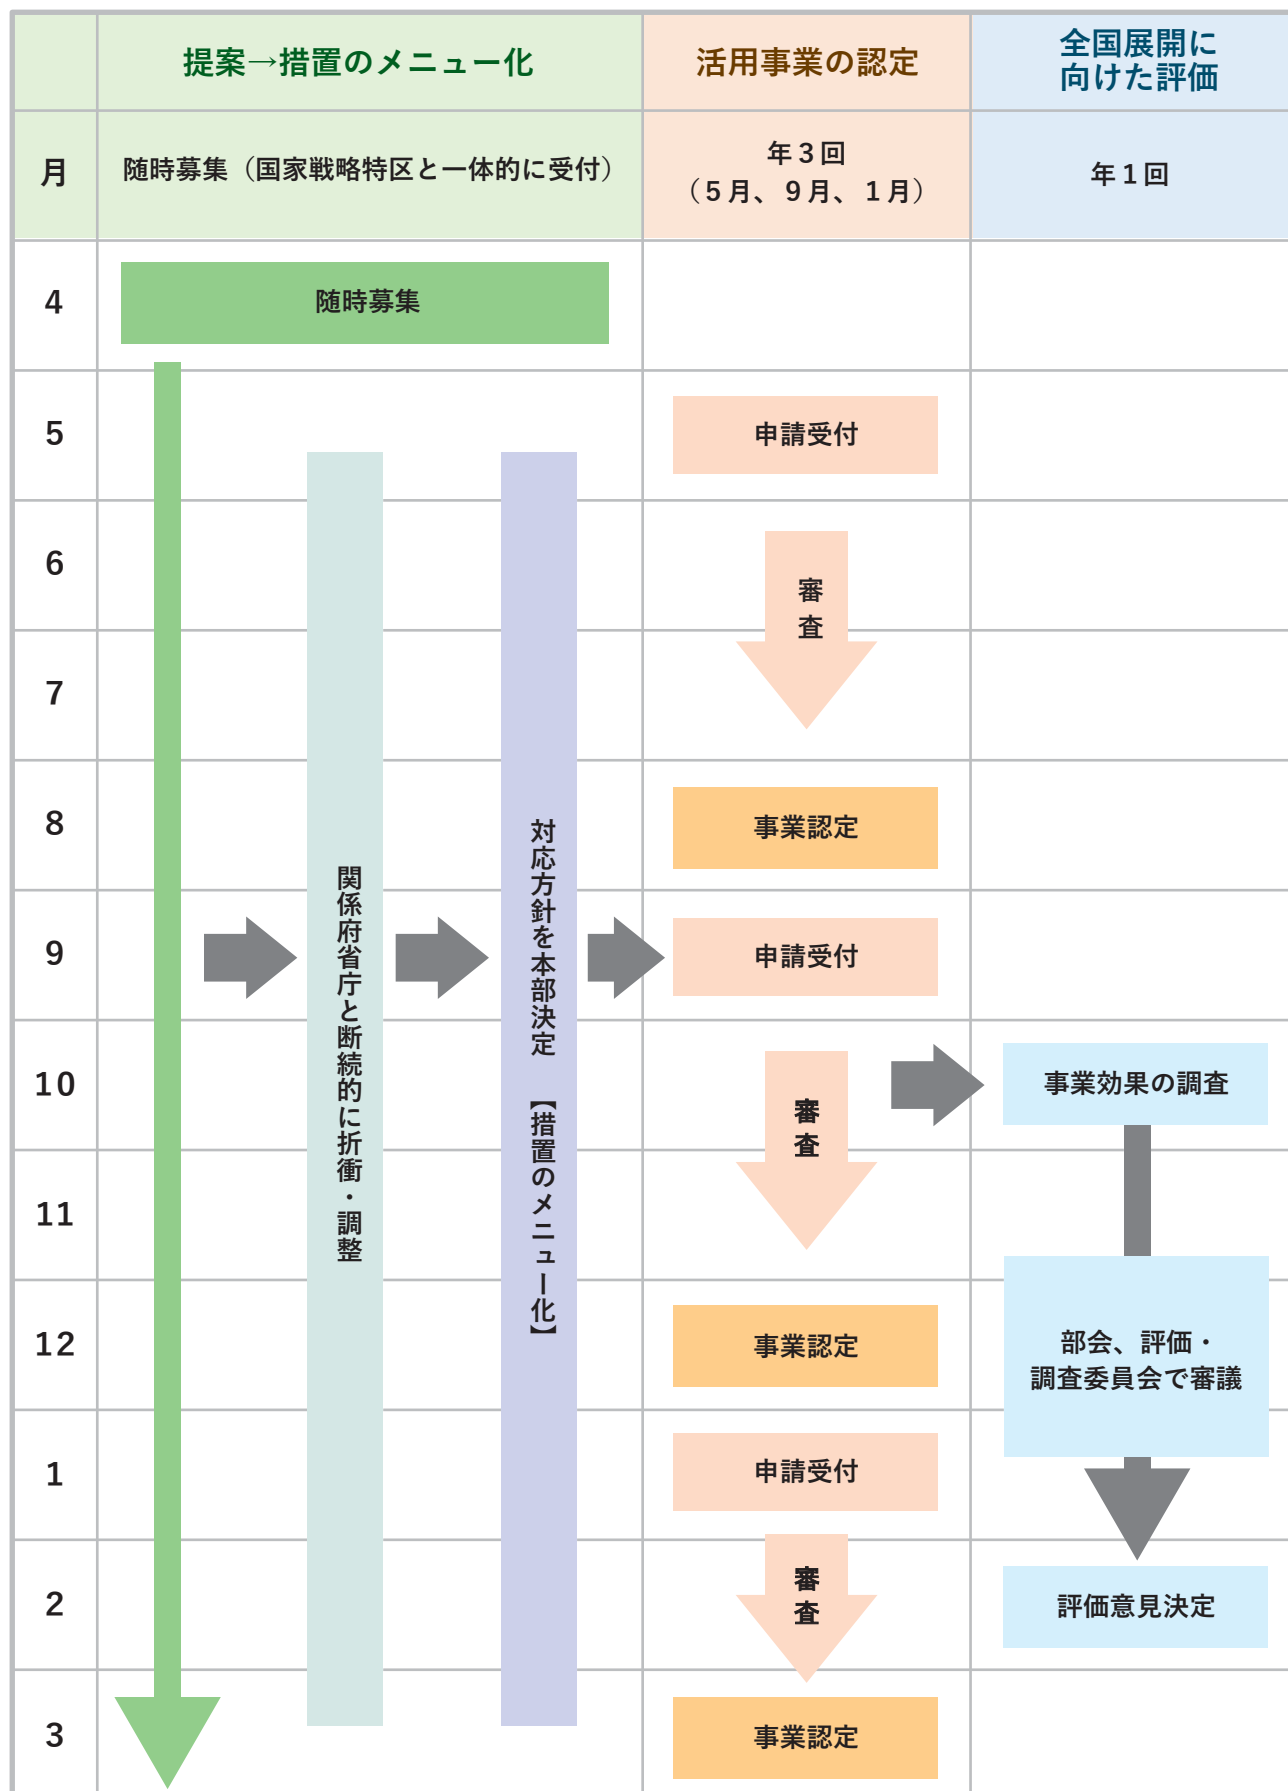 提案→措置のメニュー化
活用事業の認定
全国展開に
向けた評価
月
随時募集（国家戦略特区と一体的に受付）
年３回
（５月、９月、１月）
年１回
4
随時募集
5
申請受付
6
審
査
7
8
事業認定
関係府省庁と断続的に折衝・調整
対応方針を本部決定 【措置のメニュー化】
9
申請受付
10
審
査
事業効果の調査
11
12
事業認定
部会、評価・
調査委員会で審議
1
申請受付
2
審
査
評価意見決定
3
事業認定